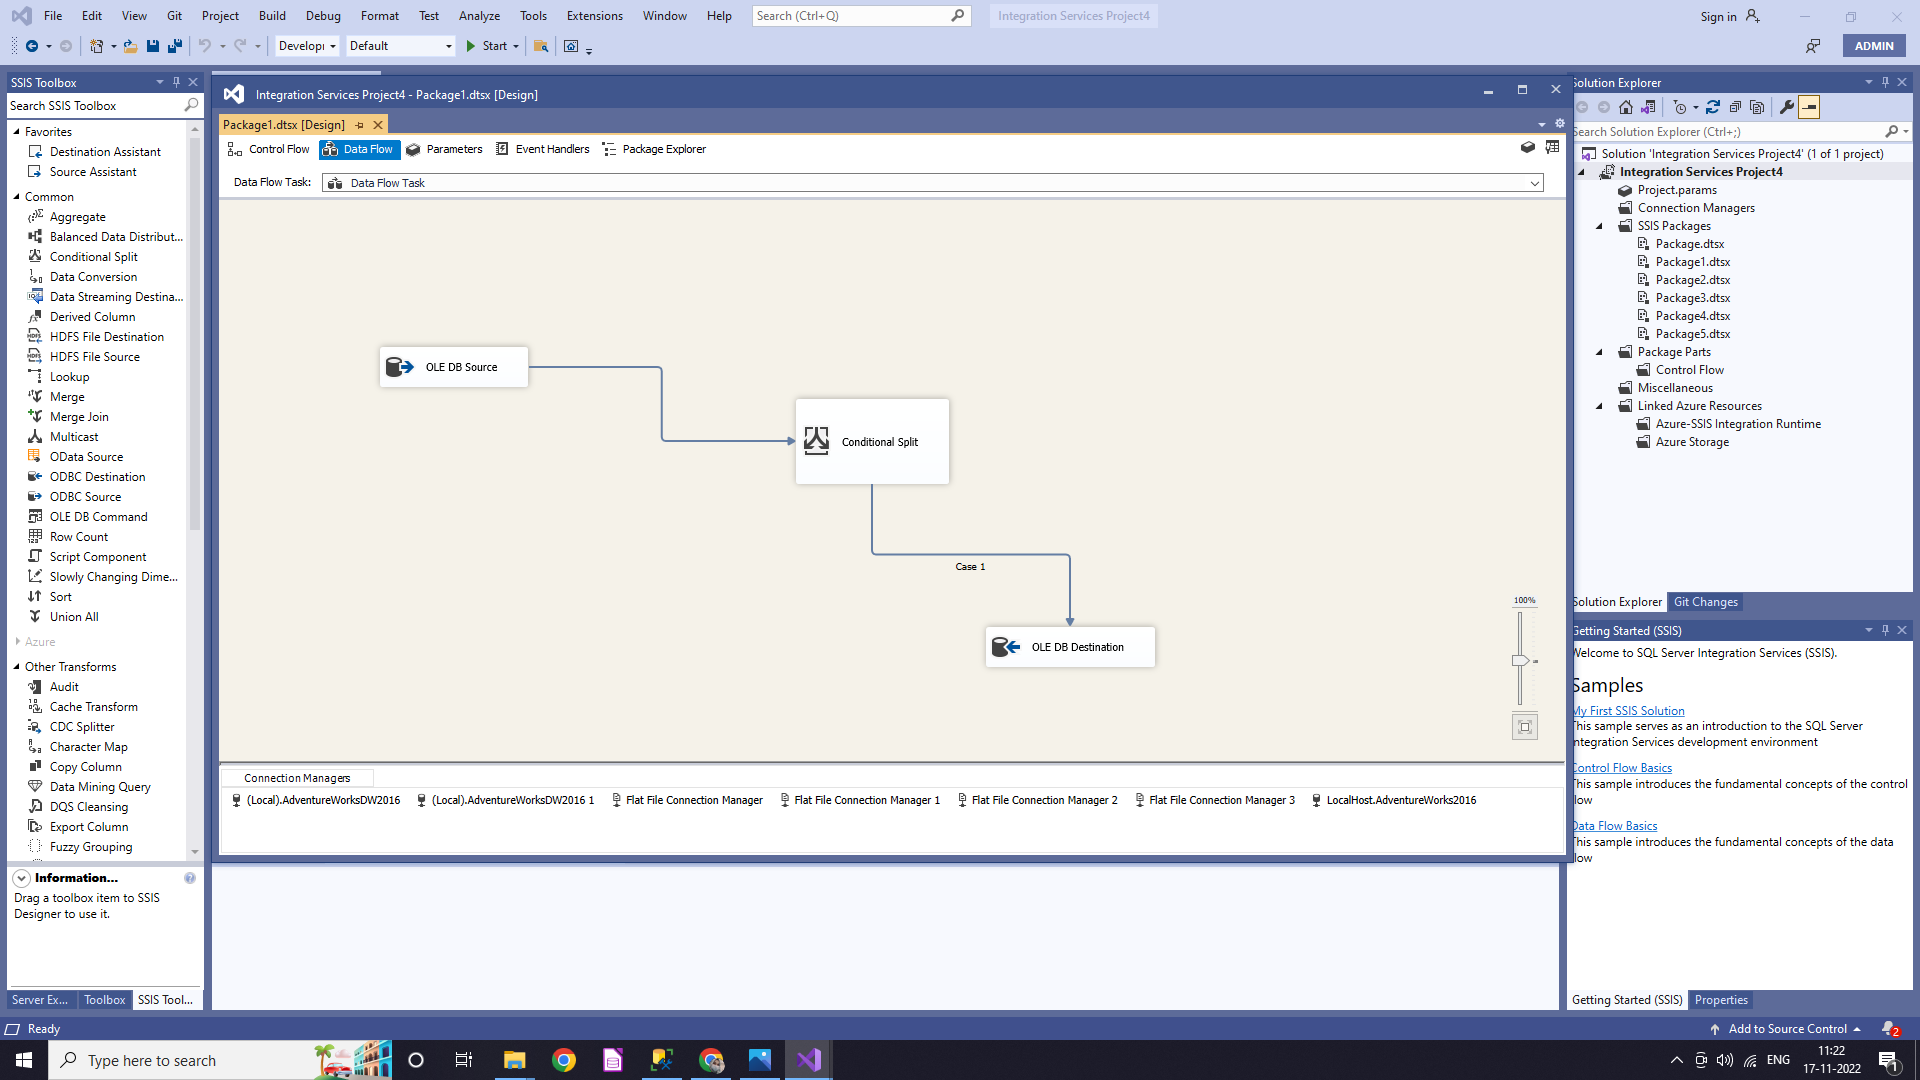 File Edit View Git Project Build Debug Format Test Analyze Tools Extensions Window Help Search (Ctrl+Q) Integration Services Project4 Sign in
Developi Default Start ADMIN
SSIS Toolbox
Search SSIS Toolbox
Favorites
Destination Assistant
Source Assistant
Common
Aggregate
Balanced Data Distribut...
Conditional Split
Data Conversion
Data Streaming Destina...
Derived Column
HDFS File Destination
HDFS File Source
Lookup
Merge
Merge Join
Multicast
OData Source
ODBC Destination
ODBC Source
OLE DB Command
Row Count
Script Component
Slowly Changing Dime...
Sort
Union All
Azure
Other Transforms
Audit
Cache Transform
CDC Splitter
Character Map
Copy Column
Data Mining Query
DQS Cleansing
Export Column
Fuzzy Grouping
Information...
Drag a toolbox item to SSIS
Designer to use it.
Server Ex... Toolbox SSIS Tool...
Integration Services Project4 - Package1.dtsx [Design]
Package1.dtsx [Design]
Control Flow Data Flow Parameters Event Handlers Package Explorer
Data Flow Task: Data Flow Task
OLE DB Source
Conditional Split
Case 1
OLE DB Destination
100%
Connection Managers
(Local).AdventureWorksDW2016 (Local).AdventureWorksDW2016 1 Flat File Connection Manager Flat File Connection Manager 1 Flat File Connection Manager 2 Flat File Connection Manager 3 LocalHost.AdventureWorks2016
Solution Explorer
Search Solution Explorer (Ctrl+;)
Solution 'Integration Services Project4' (1 of 1 project)
Integration Services Project4
Project.params
Connection Managers
SSIS Packages
Package.dtsx
Package1.dtsx
Package2.dtsx
Package3.dtsx
Package4.dtsx
Package5.dtsx
Package Parts
Control Flow
Miscellaneous
Linked Azure Resources
Azure-SSIS Integration Runtime
Azure Storage
Solution Explorer Git Changes
Getting Started (SSIS)
Welcome to SQL Server Integration Services (SSIS).
Samples
My First SSIS Solution
This sample serves as an introduction to the SQL Server
Integration Services development environment
Control Flow Basics
This sample introduces the fundamental concepts of the control
flow
Data Flow Basics
This sample introduces the fundamental concepts of the data
flow
Getting Started (SSIS) Properties
Ready Add to Source Control 2
Type here to search ENG 11:22
17-11-2022 1